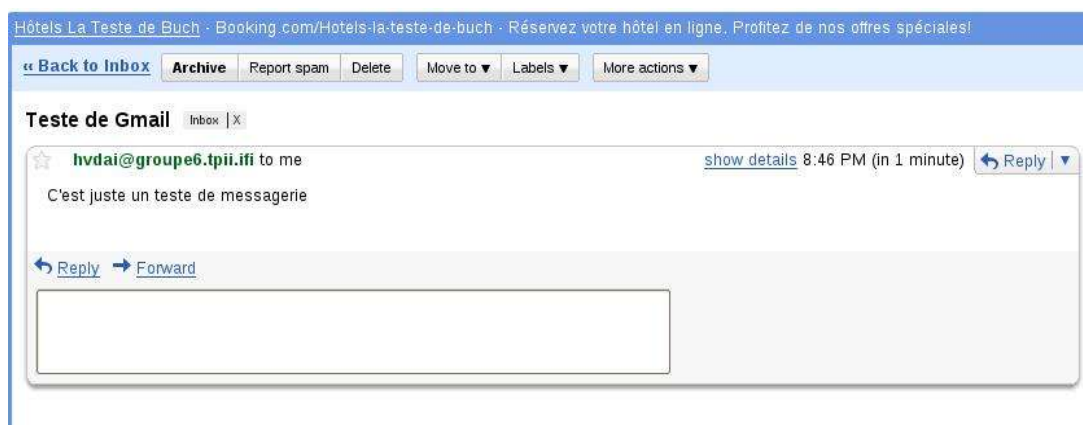 Hôtels La Teste de Buch - Booking.com/Hotels-la-teste-de-buch - Réservez votre hôtel en ligne. Profitez de nos offres spéciales!
« Back to Inbox Archive Report spam Delete Move to ▼ Labels ▼ More actions ▼
Teste de Gmail Inbox | X
hvdai@groupe6.tpii.ifi to me show details 8:46 PM (in 1 minute) Reply ▼
C'est juste un teste de messagerie
Reply Forward